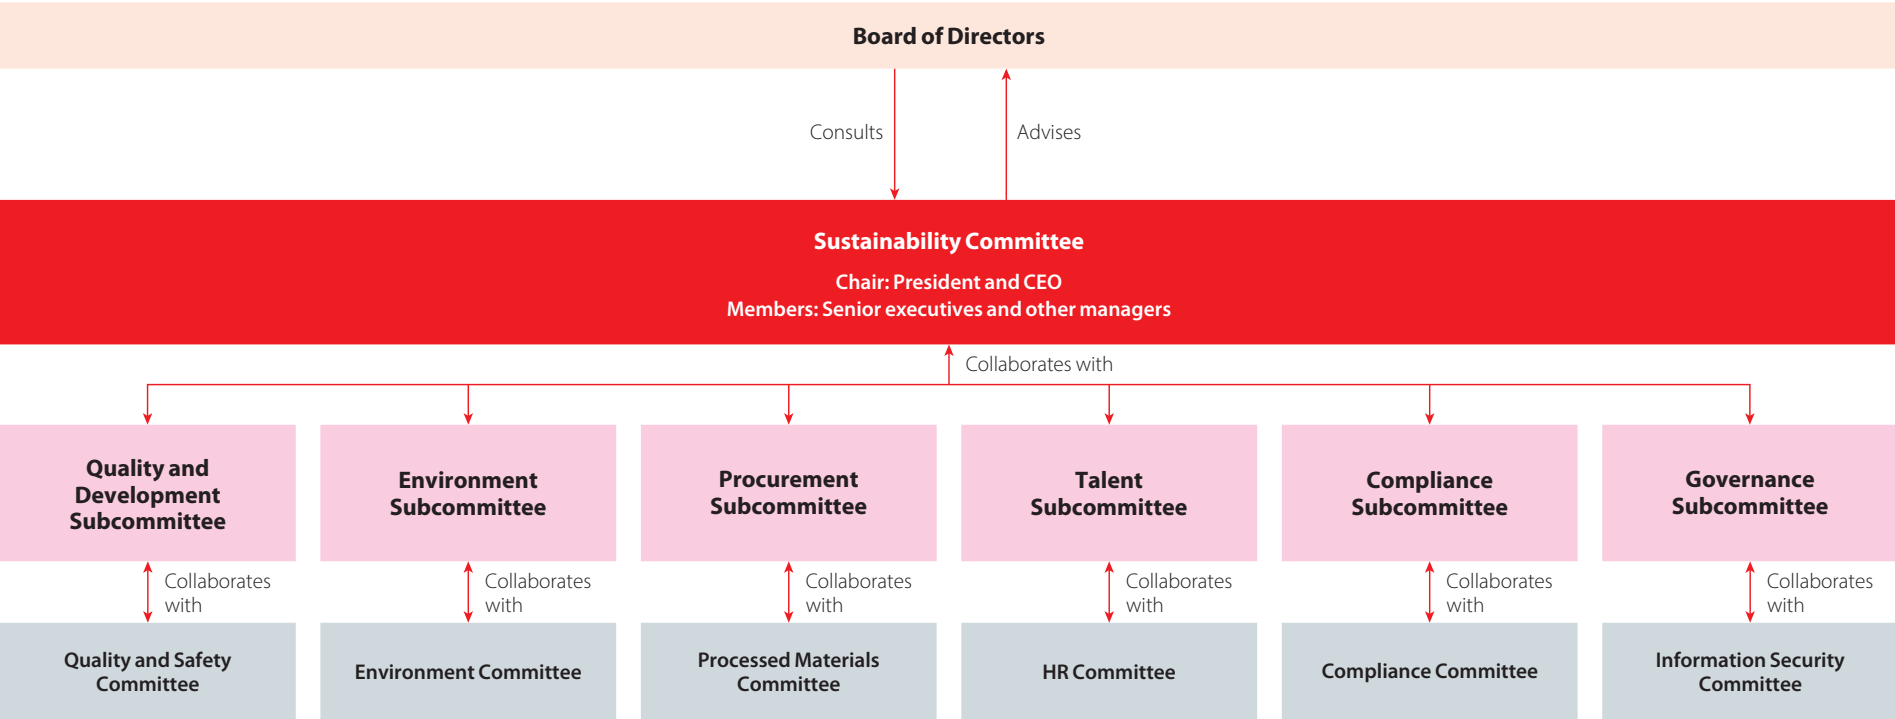 Board of Directors
Consults
Advises
Sustainability Committee
Chair: President and CEO
Members: Senior executives and other managers
Collaborates with
Quality and
Development
Subcommittee
Environment
Subcommittee
Procurement
Subcommittee
Talent
Subcommittee
Compliance
Subcommittee
Governance
Subcommittee
Collaborates
with
Collaborates
with
Collaborates
with
Collaborates
with
Collaborates
with
Collaborates
with
Quality and Safety
Committee
Environment Committee
Processed Materials
Committee
HR Committee
Compliance Committee
Information Security
Committee